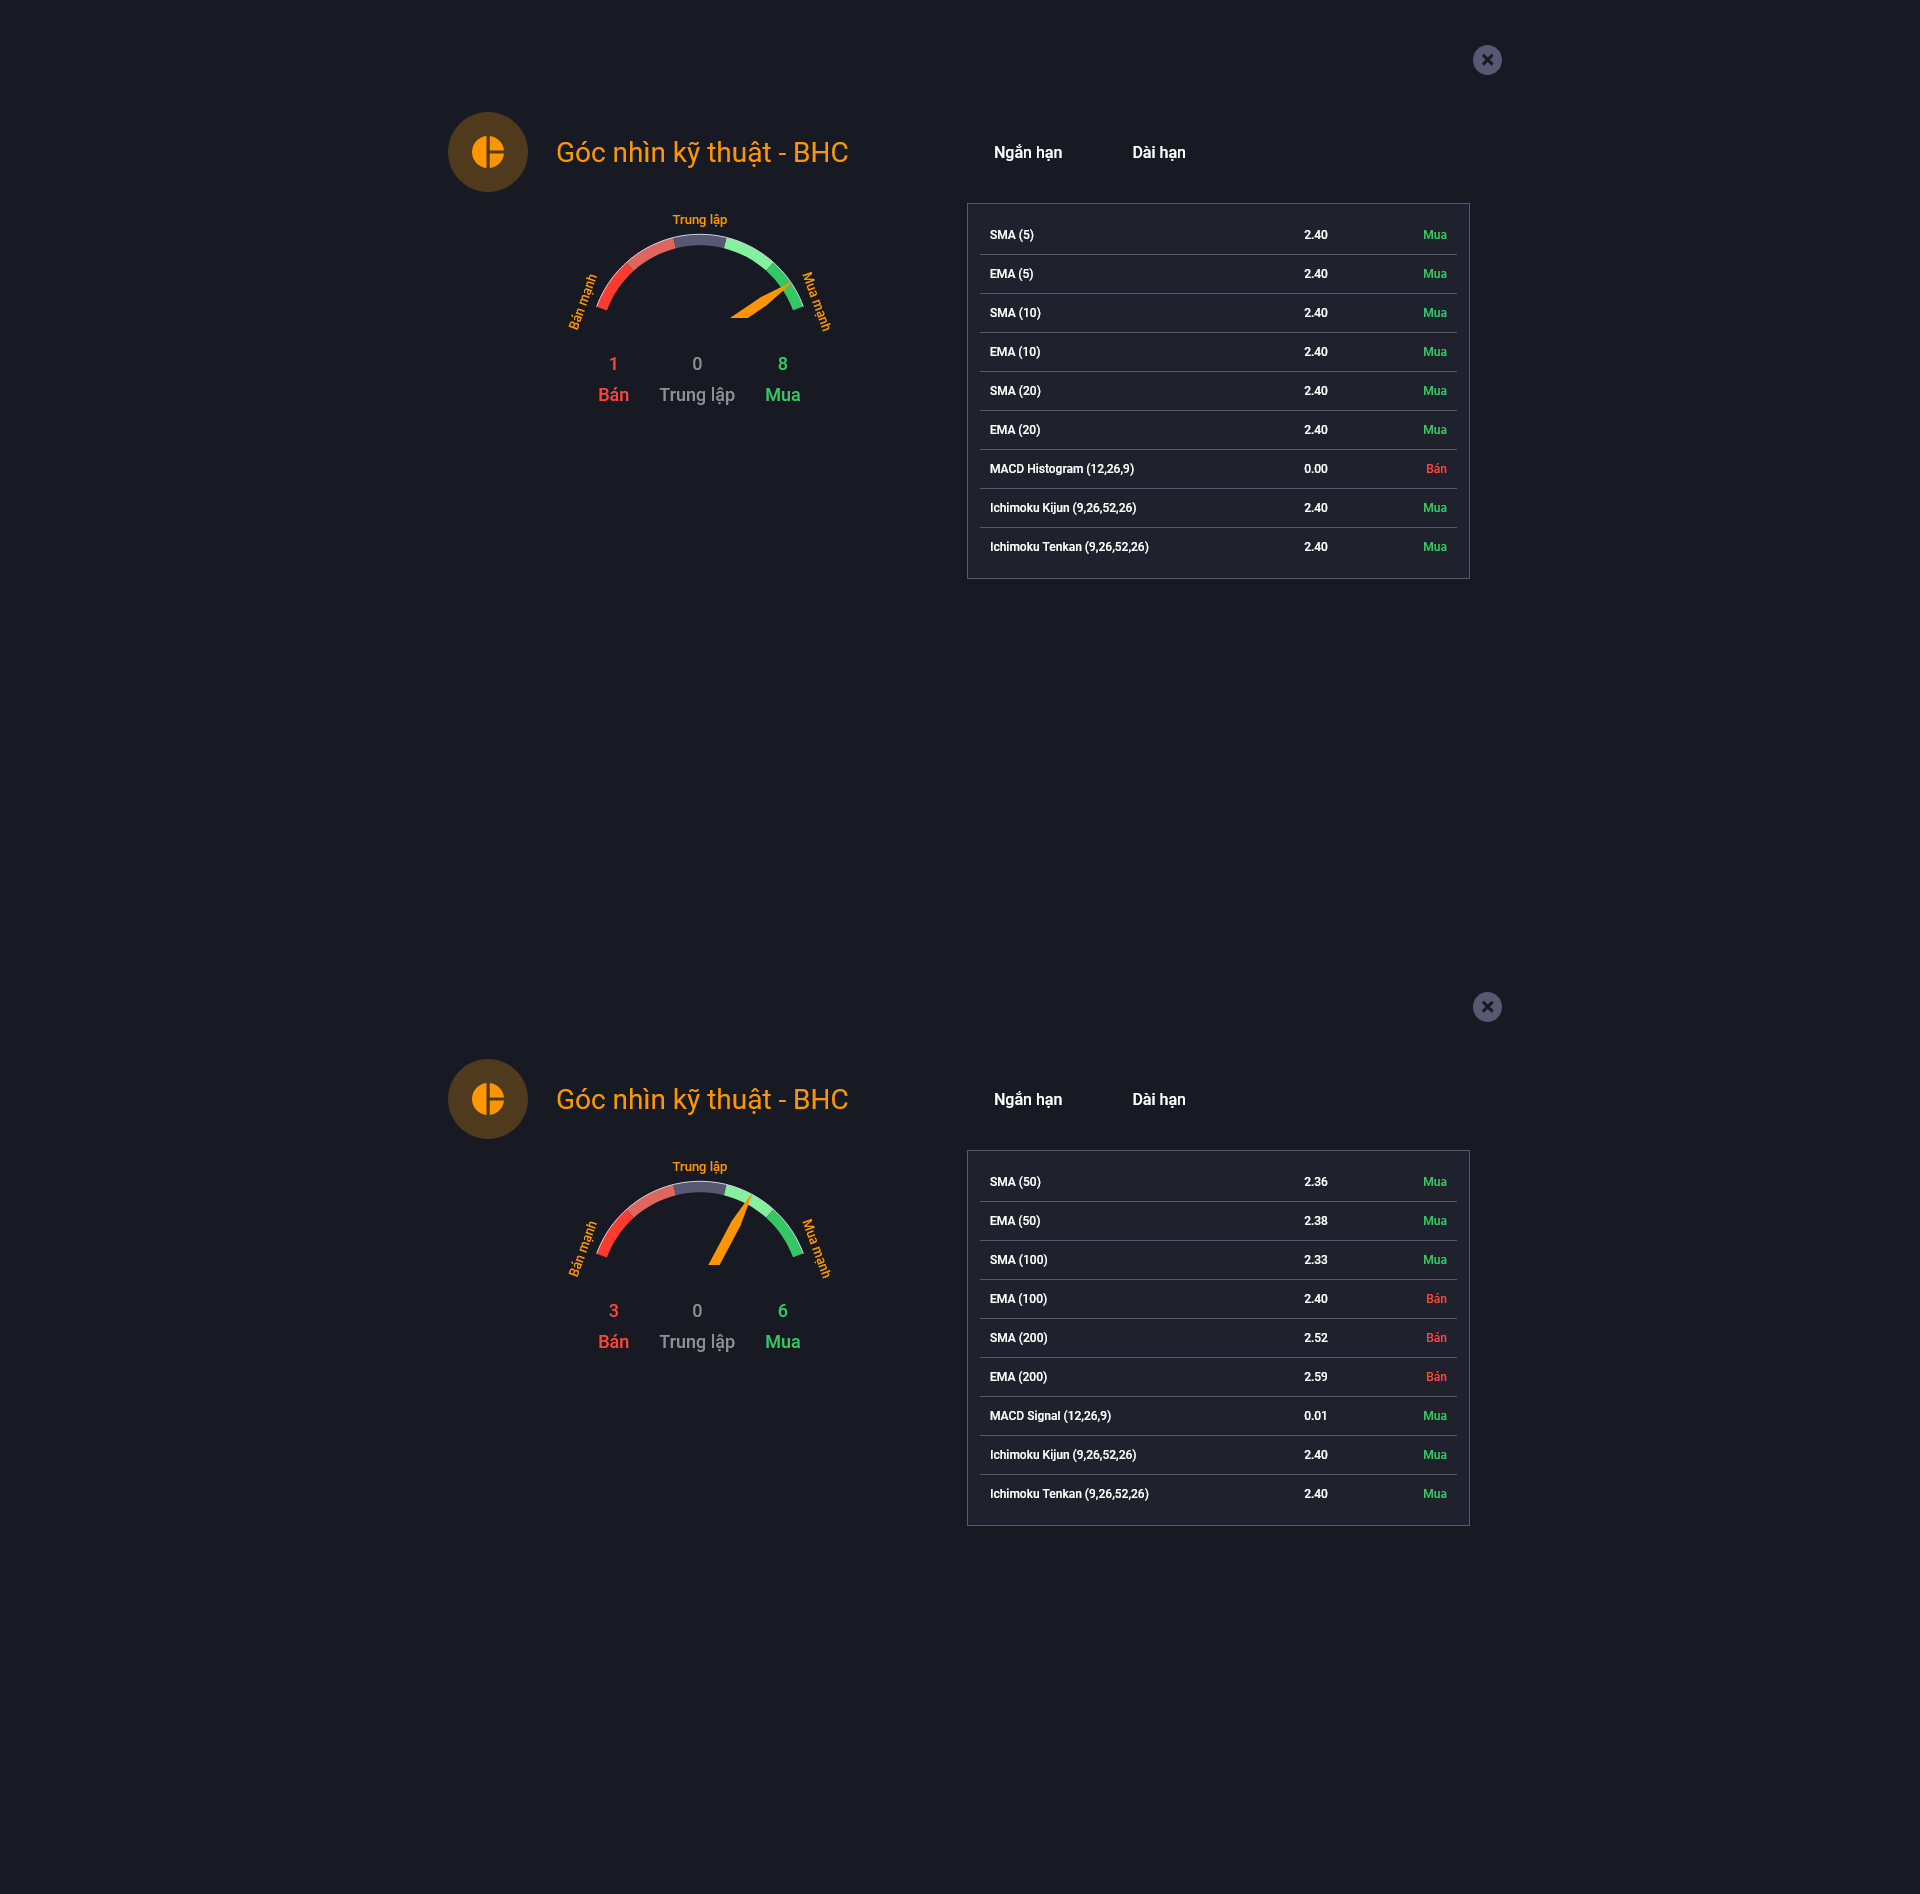 Góc nhìn kỹ thuật - BHC
Ngắn hạn Dài hạn
Trung lập
Bán mạnh
Mua mạnh
1 0 8
Bán Trung lập Mua
SMA (5) 2.40 Mua
EMA (5) 2.40 Mua
SMA (10) 2.40 Mua
EMA (10) 2.40 Mua
SMA (20) 2.40 Mua
EMA (20) 2.40 Mua
MACD Histogram (12,26,9) 0.00 Bán
Ichimoku Kijun (9,26,52,26) 2.40 Mua
Ichimoku Tenkan (9,26,52,26) 2.40 Mua
Góc nhìn kỹ thuật - BHC
Ngắn hạn Dài hạn
Trung lập
Bán mạnh
Mua mạnh
3 0 6
Bán Trung lập Mua
SMA (50) 2.36 Mua
EMA (50) 2.38 Mua
SMA (100) 2.33 Mua
EMA (100) 2.40 Bán
SMA (200) 2.52 Bán
EMA (200) 2.59 Bán
MACD Signal (12,26,9) 0.01 Mua
Ichimoku Kijun (9,26,52,26) 2.40 Mua
Ichimoku Tenkan (9,26,52,26) 2.40 Mua